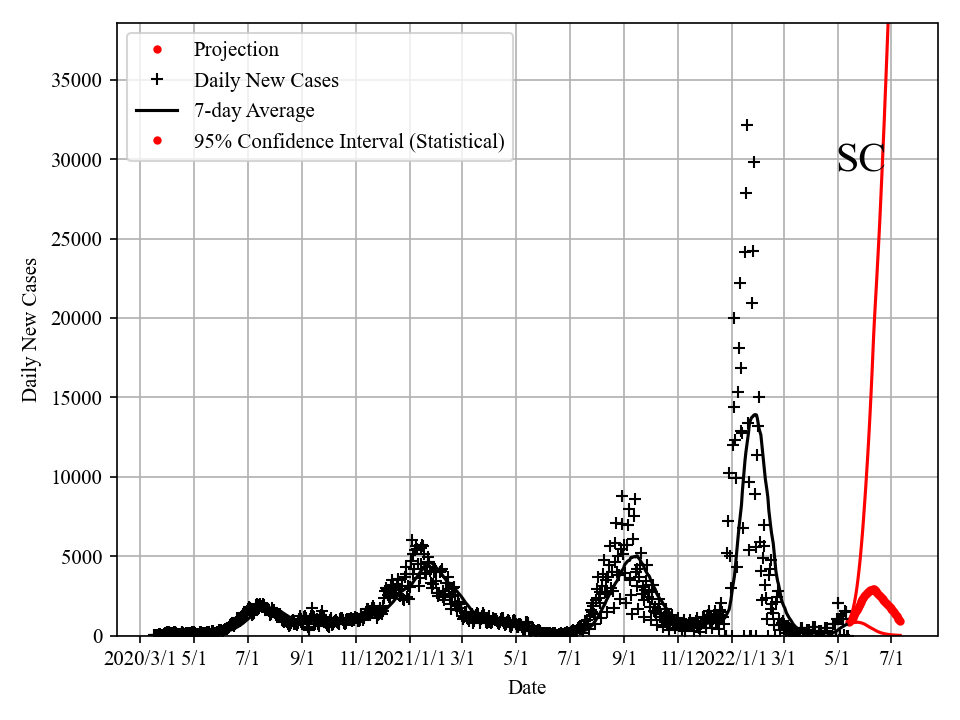 Projection
Daily New Cases
7-day Average
95% Confidence Interval (Statistical)
SC
Daily New Cases
35000
30000
25000
20000
15000
10000
5000
0
2020/3/1 5/1 7/1 9/1 11/1 2021/1/1 3/1 5/1 7/1 9/1 11/1 2022/1/1 3/1 5/1 7/1
Date